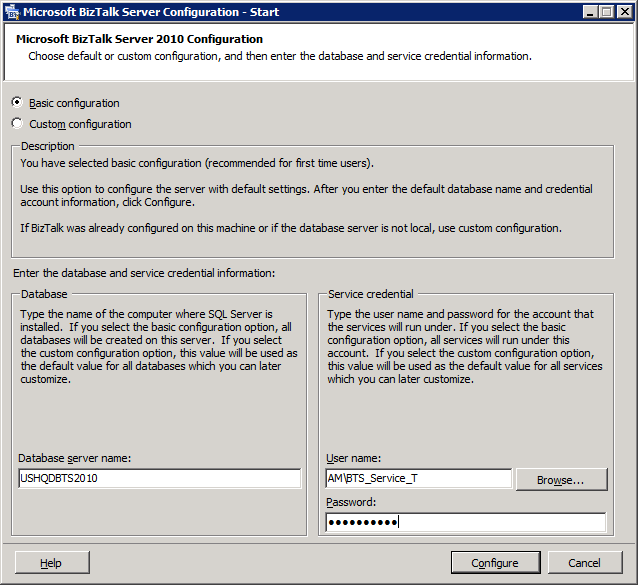 Microsoft BizTalk Server Configuration - Start
Microsoft BizTalk Server 2010 Configuration
Choose default or custom configuration, and then enter the database and service credential information.
Basic configuration
Custom configuration
Description
You have selected basic configuration (recommended for first time users).
Use this option to configure the server with default settings. After you enter the default database name and credential
account information, click Configure.
If BizTalk was already configured on this machine or if the database server is not local, use custom configuration.
Enter the database and service credential information:
Database
Type the name of the computer where SQL Server is
installed.  If you select the basic configuration option, all
databases will be created on this server.  If you select
the custom configuration option, this value will be used as
the default value for all databases which you can later
customize.
Database server name:
USHQDBTS2010
Service credential
Type the user name and password for the account that
the services will run under. If you select the basic
configuration option, all services will run under this
account.  If you select the custom configuration option,
this value will be used as the default value for all services
which you can later customize.
User name:
AM\BTS_Service_T
Browse...
Password:
●●●●●●●●●●
Help
Configure
Cancel